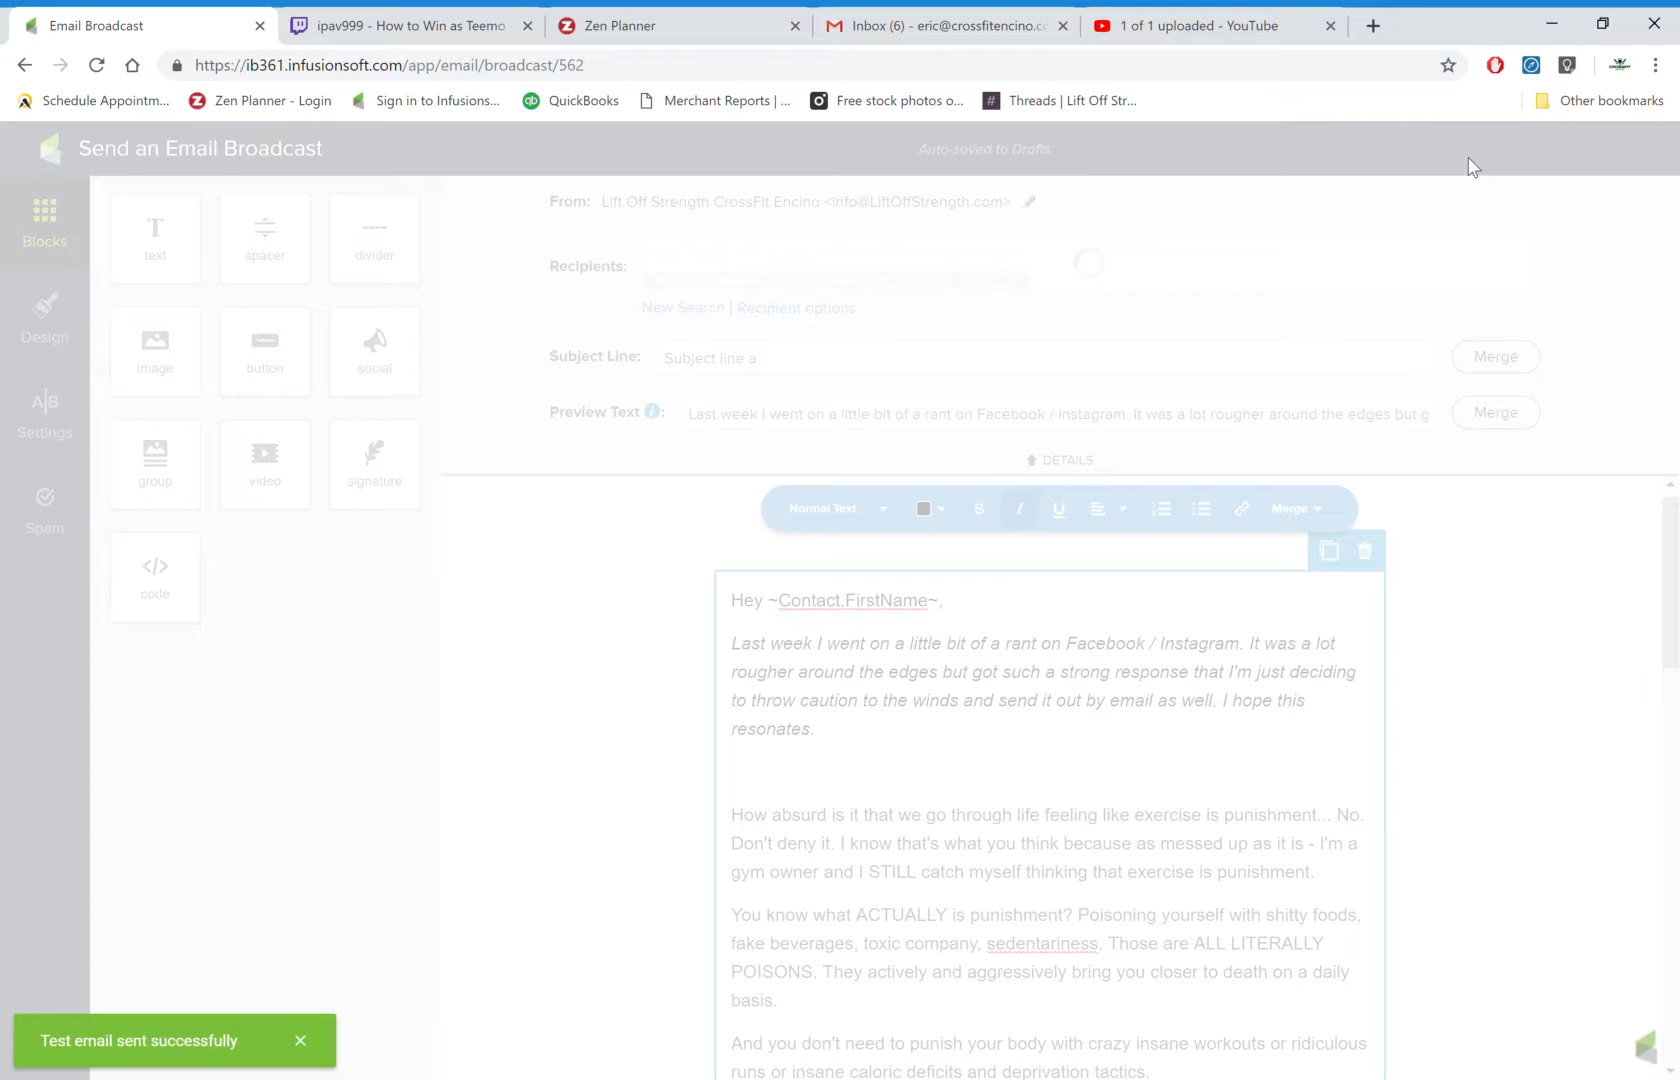 Email Broadcast
ipav999 - How to Win as Teemo
Zen Planner
Inbox (6) - eric@crossfitencino.cc
1 of 1 uploaded - YouTube
https://ib361.infusionsoft.com/app/email/broadcast/562
Schedule Appointm...
Zen Planner - Login
Sign in to Infusions...
QuickBooks
Merchant Reports | ...
Free stock photos o...
Threads | Lift Off Str...
Other bookmarks
Send an Email Broadcast
Auto-saved to Drafts
Blocks
Design
Settings
Spam
text
spacer
divider
image
button
social
group
video
signature
code
From: Lift Off Strength CrossFit Encino <Info@LiftOffStrength.com>
Recipients:
New Search | Recipient options
Subject Line: Subject line a
Merge
Preview Text i: Last week I went on a little bit of a rant on Facebook / Instagram. It was a lot rougher around the edges but g
Merge
DETAILS
Normal Text B I U Merge
Hey ~Contact.FirstName~,
Last week I went on a little bit of a rant on Facebook / Instagram. It was a lot
rougher around the edges but got such a strong response that I'm just deciding
to throw caution to the winds and send it out by email as well. I hope this
resonates.
How absurd is it that we go through life feeling like exercise is punishment... No.
Don't deny it. I know that's what you think because as messed up as it is - I'm a
gym owner and I STILL catch myself thinking that exercise is punishment.
You know what ACTUALLY is punishment? Poisoning yourself with shitty foods,
fake beverages, toxic company, sedentariness. Those are ALL LITERALLY
POISONS. They actively and aggressively bring you closer to death on a daily
basis.
And you don't need to punish your body with crazy insane workouts or ridiculous
runs or insane caloric deficits and deprivation tactics.
Test email sent successfully